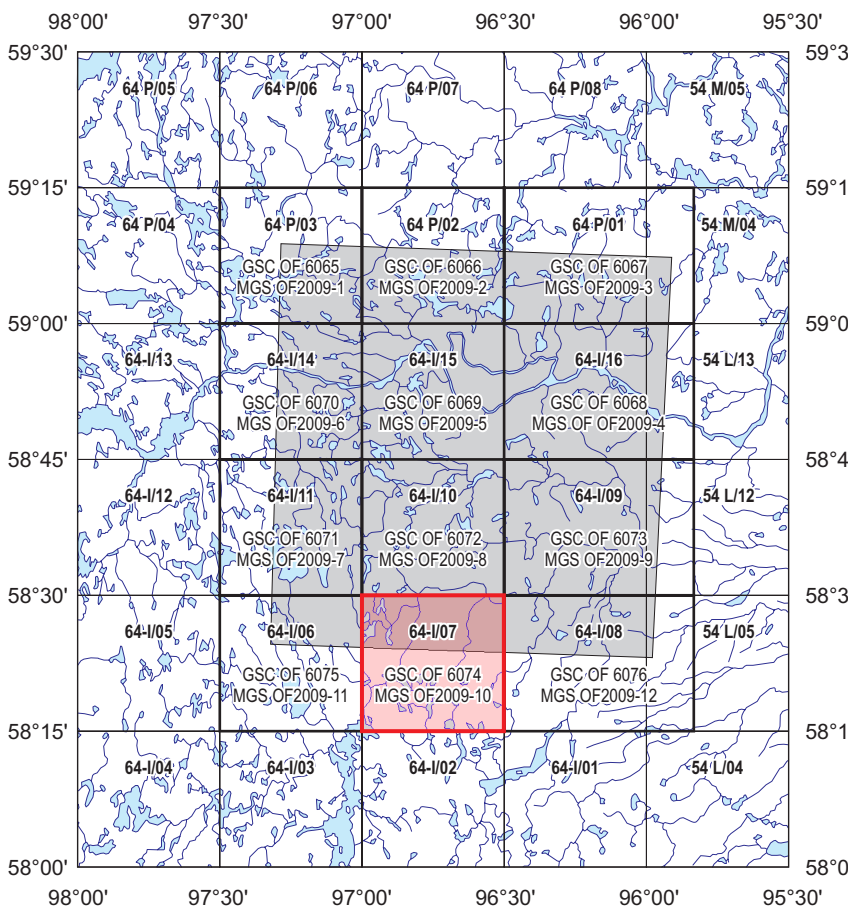 98°00' 97°30' 97°00' 96°30' 96°00' 95°30'
59°30' 59°3
64 P/05 64 P/06 64 P/07 64 P/08 54 M/05
59°15' 59°1
64 P/04 64 P/03 64 P/02 64 P/01 54 M/04
GSC OF 6065 GSC OF 6066 GSC OF 6067
MGS OF2009-1 MGS OF2009-2 MGS OF2009-3
59°00' 59°0
64-I/13 64-I/14 64-I/15 64-I/16 54 L/13
GSC OF 6070 GSC OF 6069 GSC OF 6068
MGS OF2009-6 MGS OF2009-5 MGS OF OF2009-4
58°45' 58°4
64-I/12 64-I/11 64-I/10 64-I/09 54 L/12
GSC OF 6071 GSC OF 6072 GSC OF 6073
MGS OF2009-7 MGS OF2009-8 MGS OF2009-9
58°30' 58°3
64-I/05 64-I/06 64-I/07 64-I/08 54 L/05
GSC OF 6075 GSC OF 6074 GSC OF 6076
MGS OF2009-11 MGS OF2009-10 MGS OF2009-12
58°15' 58°1
64-I/04 64-I/03 64-I/02 64-I/01 54 L/04
58°00' 58°0
98°00' 97°30' 97°00' 96°30' 96°00' 95°30'